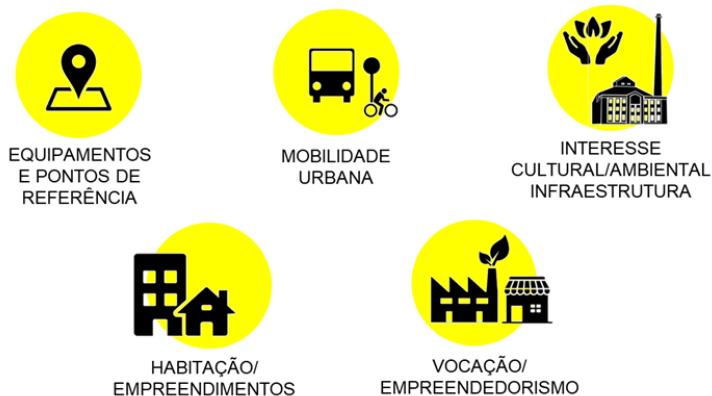 EQUIPAMENTOS
E PONTOS DE
REFERÊNCIA
MOBILIDADE
URBANA
INTERESSE
CULTURAL/AMBIENTAL
INFRAESTRUTURA
HABITAÇÃO/
EMPREENDIMENTOS
VOCAÇÃO/
EMPREENDEDORISMO